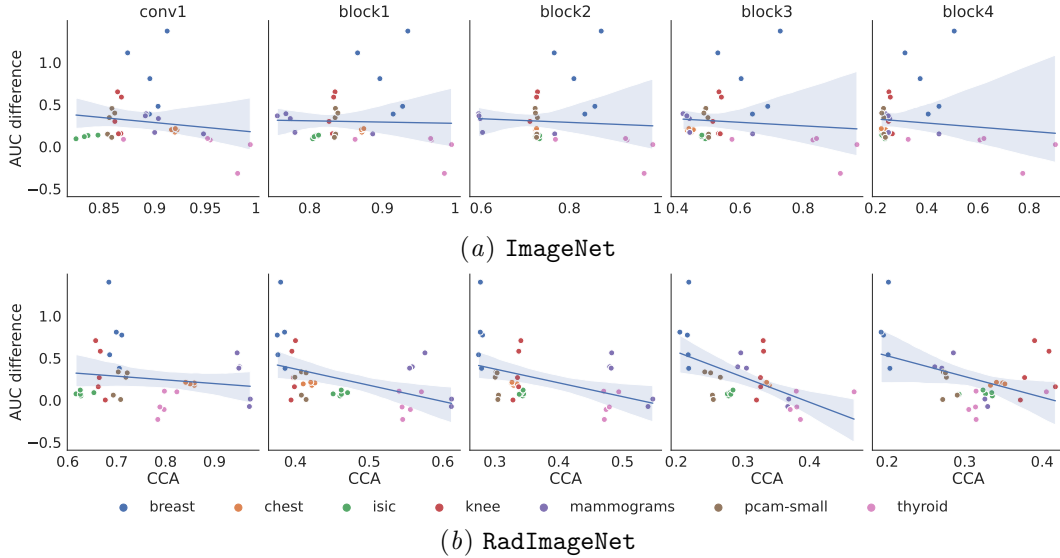 conv1 block1 block2 block3 block4
AUC difference
1.0
0.5
0.0
−0.5
0.85 0.9 0.95 1 0.8 0.9 1 0.6 0.8 1 0.4 0.6 0.8 1 0.2 0.4 0.6 0.8
(a) ImageNet
AUC difference
1.0
0.5
0.0
−0.5
0.6 0.7 0.8 0.9 0.4 0.5 0.6 0.3 0.4 0.5 0.2 0.3 0.4 0.2 0.3 0.4
CCA CCA CCA CCA CCA
breast chest isic knee mammograms pcam-small thyroid
(b) RadImageNet